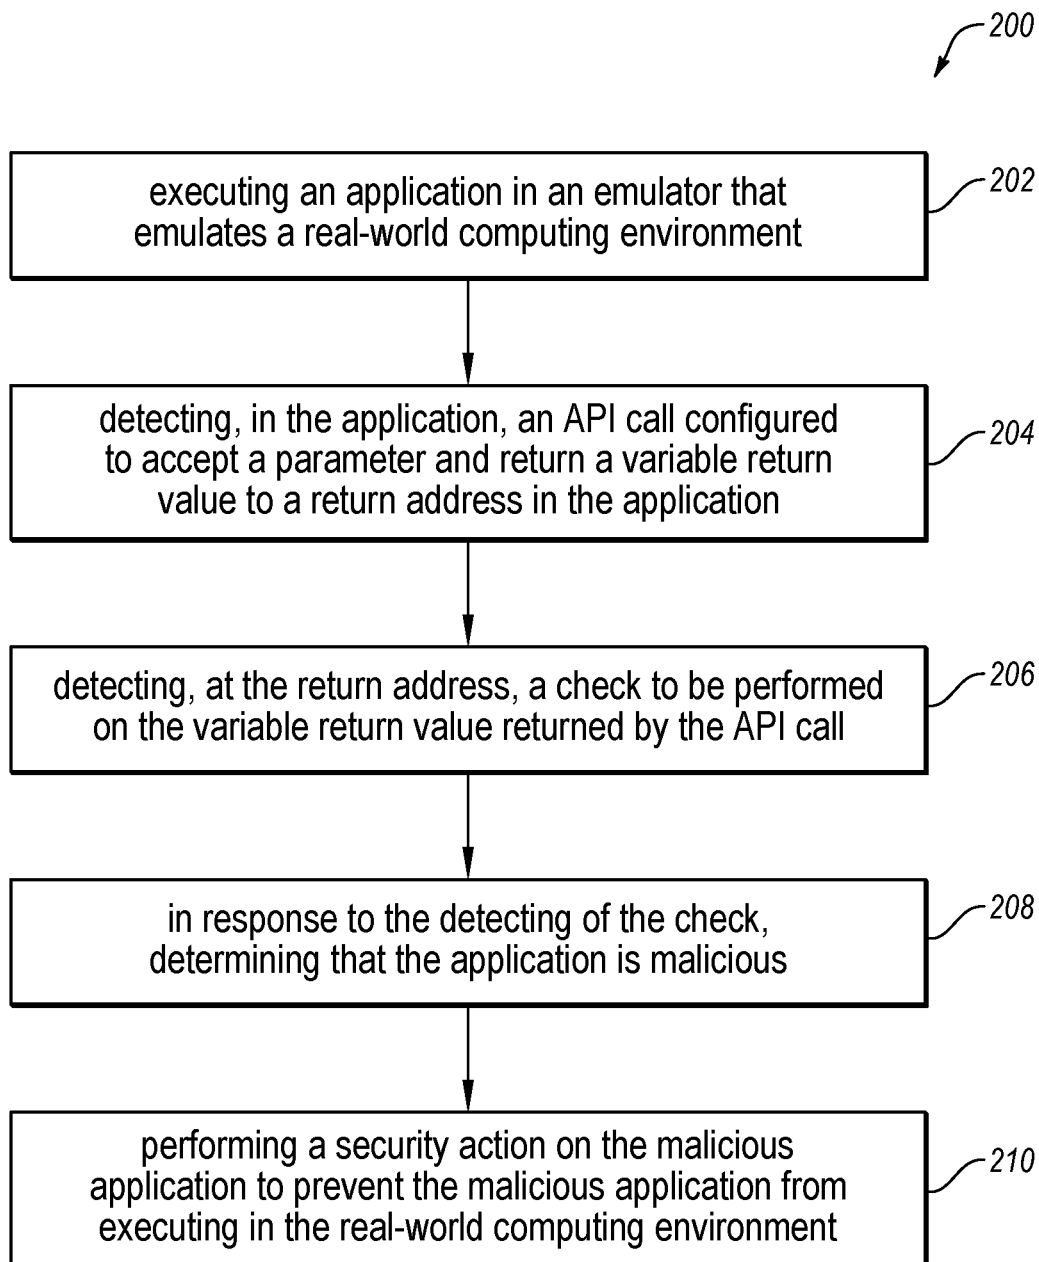 200
executing an application in an emulator that
emulates a real-world computing environment
202
detecting, in the application, an API call configured
to accept a parameter and return a variable return
value to a return address in the application
204
detecting, at the return address, a check to be performed
on the variable return value returned by the API call
206
in response to the detecting of the check,
determining that the application is malicious
208
performing a security action on the malicious
application to prevent the malicious application from
executing in the real-world computing environment
210